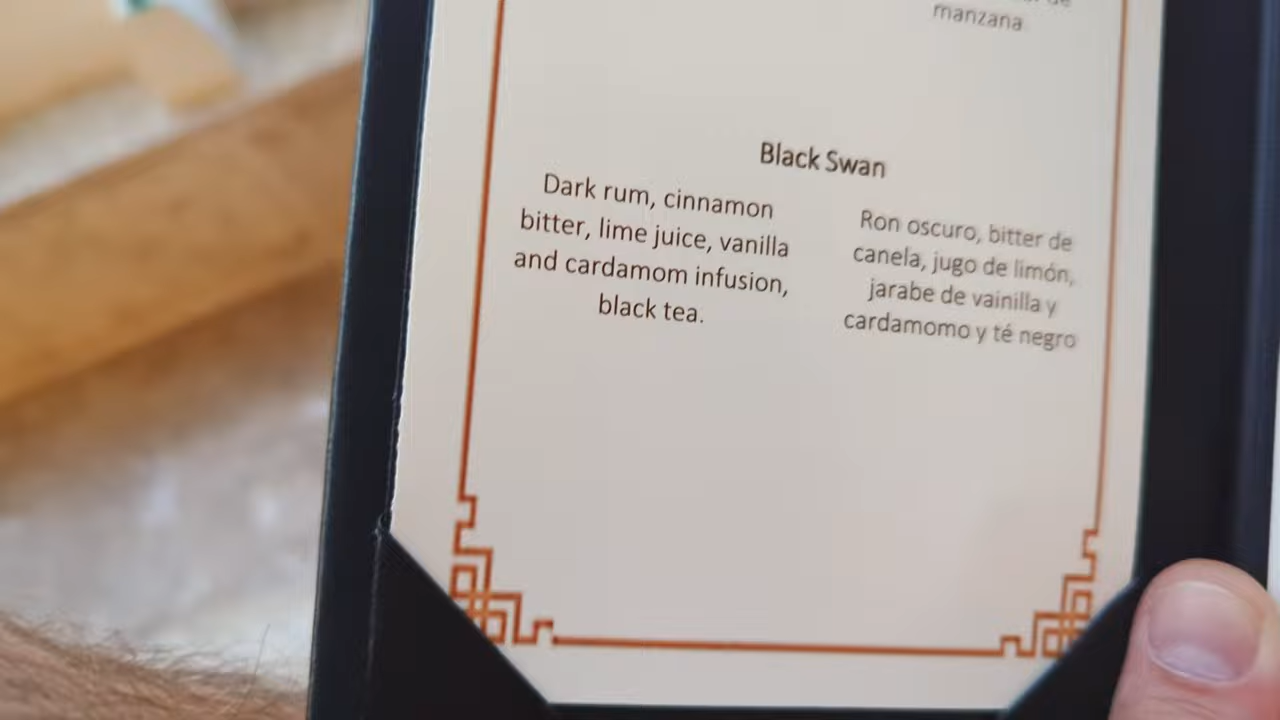 manzana
Black Swan
Dark rum, cinnamon
bitter, lime juice, vanilla
and cardamom infusion,
black tea.
Ron oscuro, bitter de
canela, jugo de limón,
jarabe de vainilla y
cardamomo y té negro